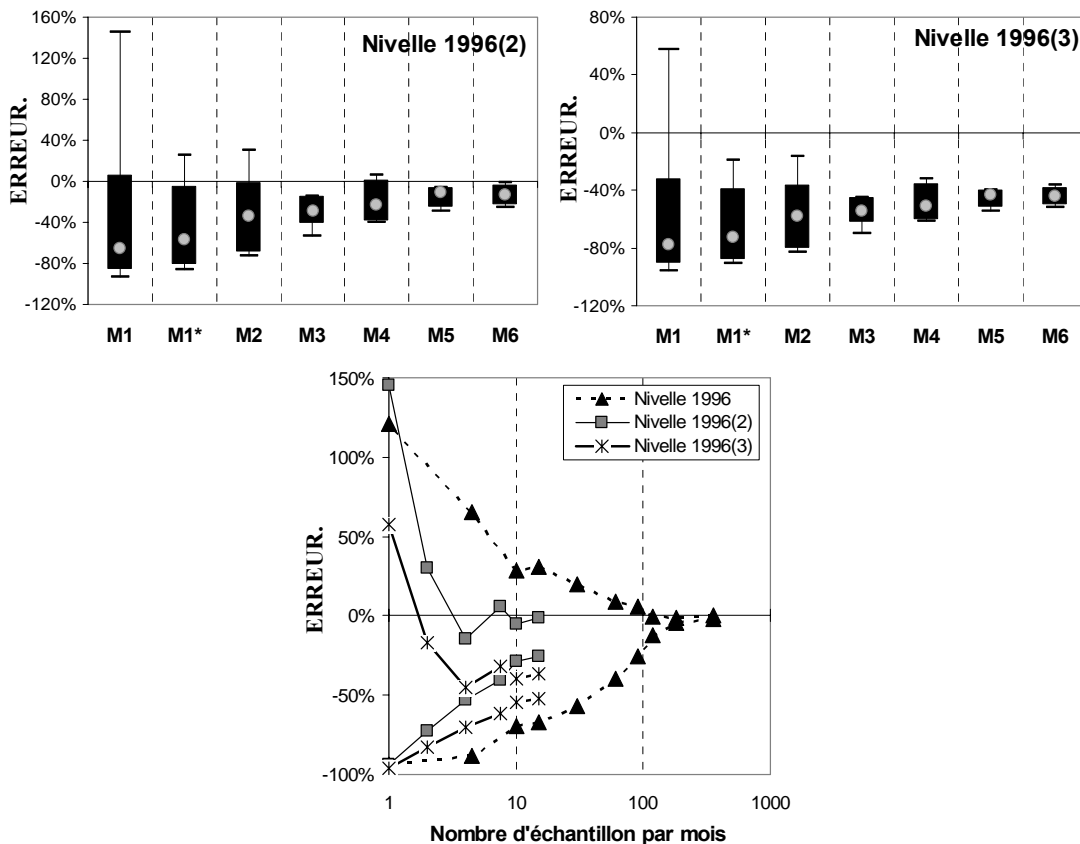 Nivelle 1996(2)
ERREUR.
160%
120%
80%
40%
0%
-40%
-80%
-120%
M1 M1* M2 M3 M4 M5 M6
Nivelle 1996(3)
ERREUR.
80%
40%
0%
-40%
-80%
-120%
M1 M1* M2 M3 M4 M5 M6
ERREUR.
150%
100%
50%
0%
-50%
-100%
Nivelle 1996
Nivelle 1996(2)
Nivelle 1996(3)
1 10 100 1000
Nombre d'échantillon par mois